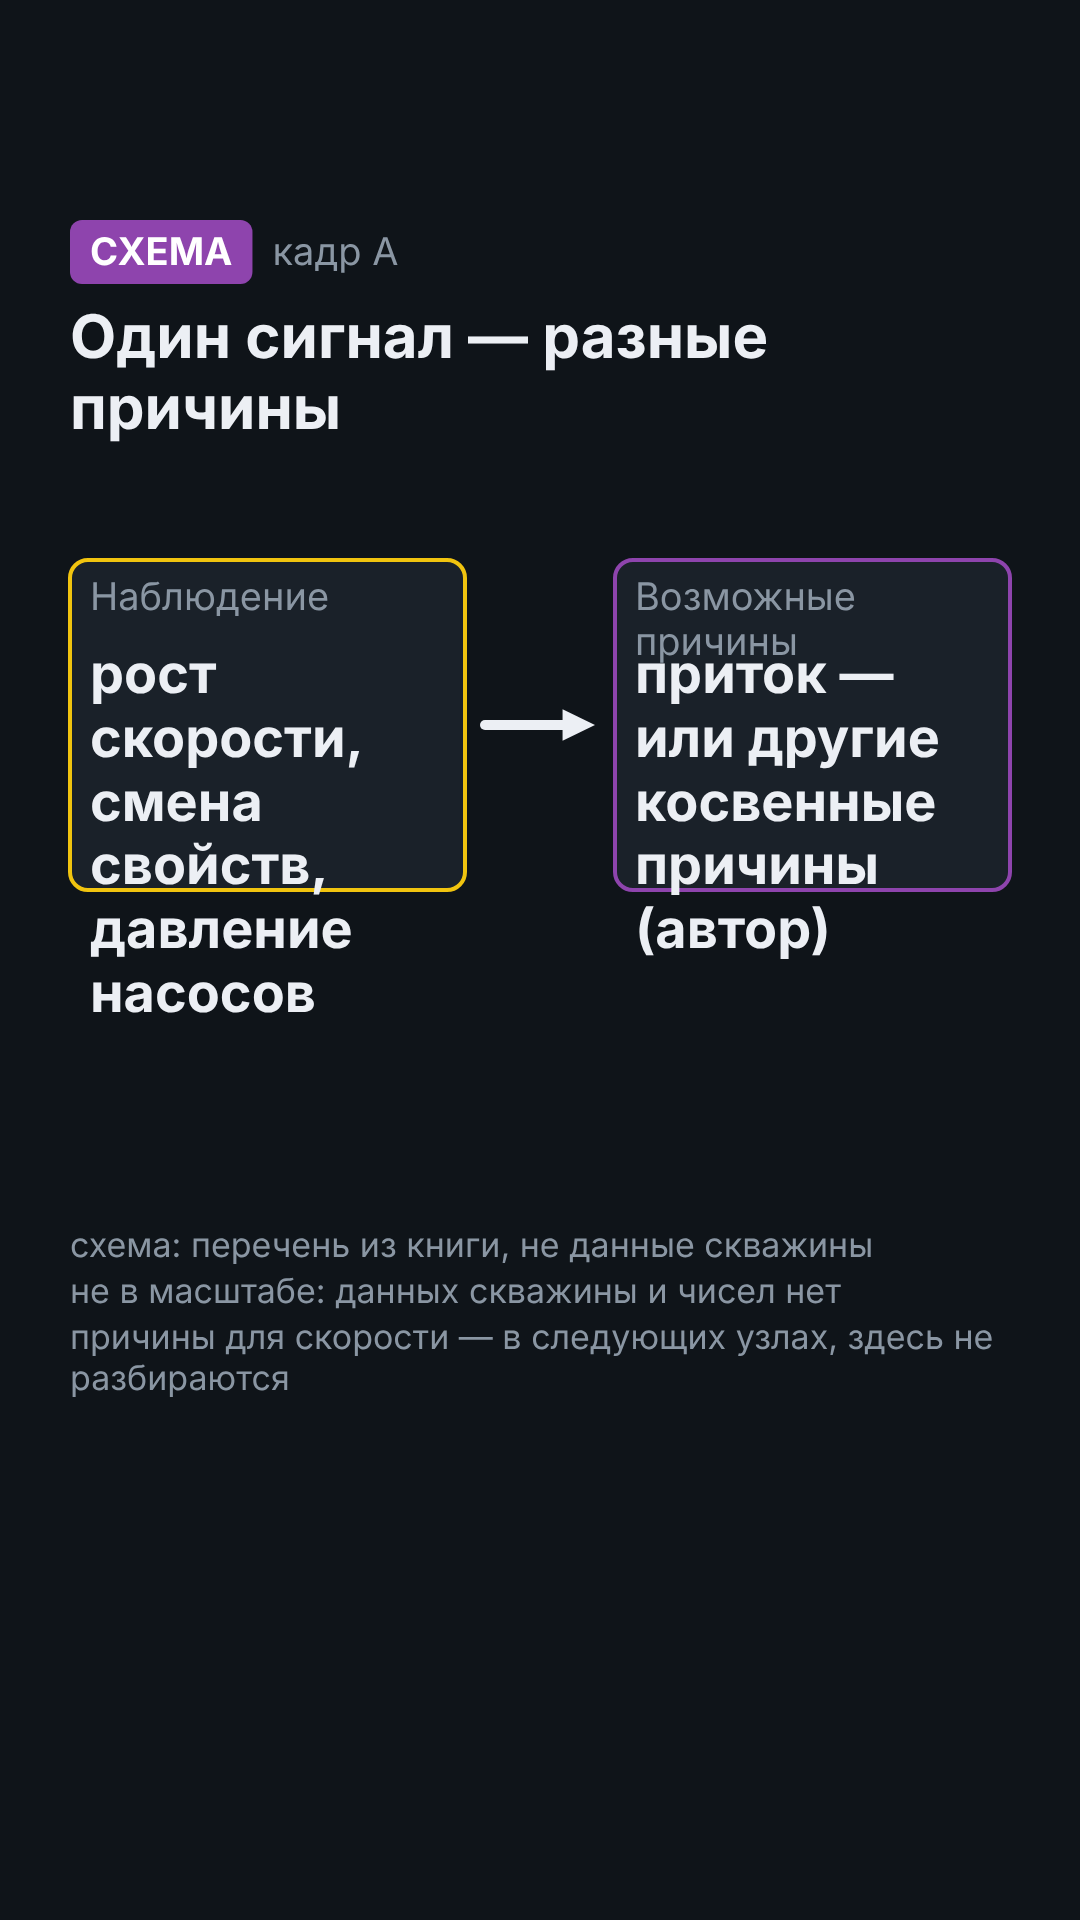 СХЕМА кадр А
Один сигнал — разные
причины
Наблюдение
рост
скорости,
смена
свойств,
давление
насосов
Возможные
причины
приток —
или другие
косвенные
причины
(автор)
схема: перечень из книги, не данные скважины
не в масштабе: данных скважины и чисел нет
причины для скорости — в следующих узлах, здесь не
разбираются